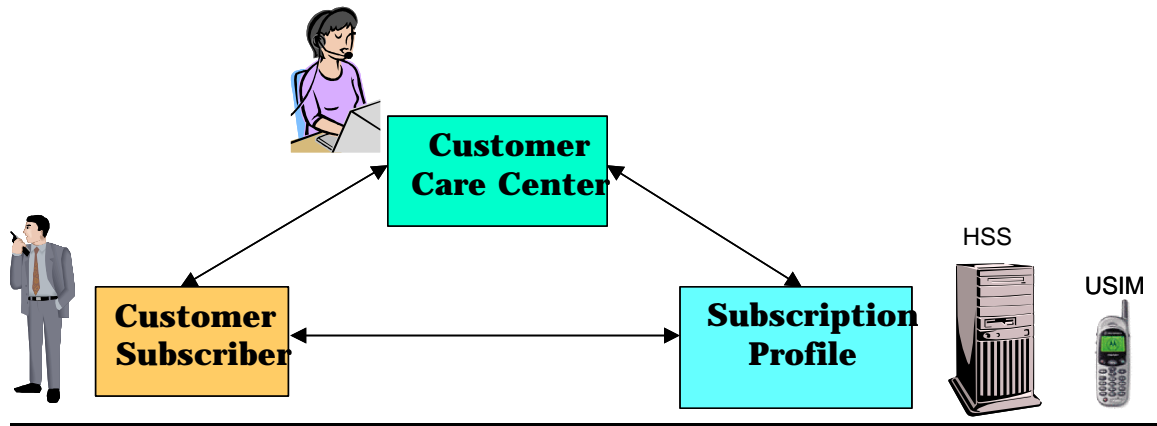 Customer
Care Center
HSS
USIM
Customer
Subscriber
Subscription
Profile